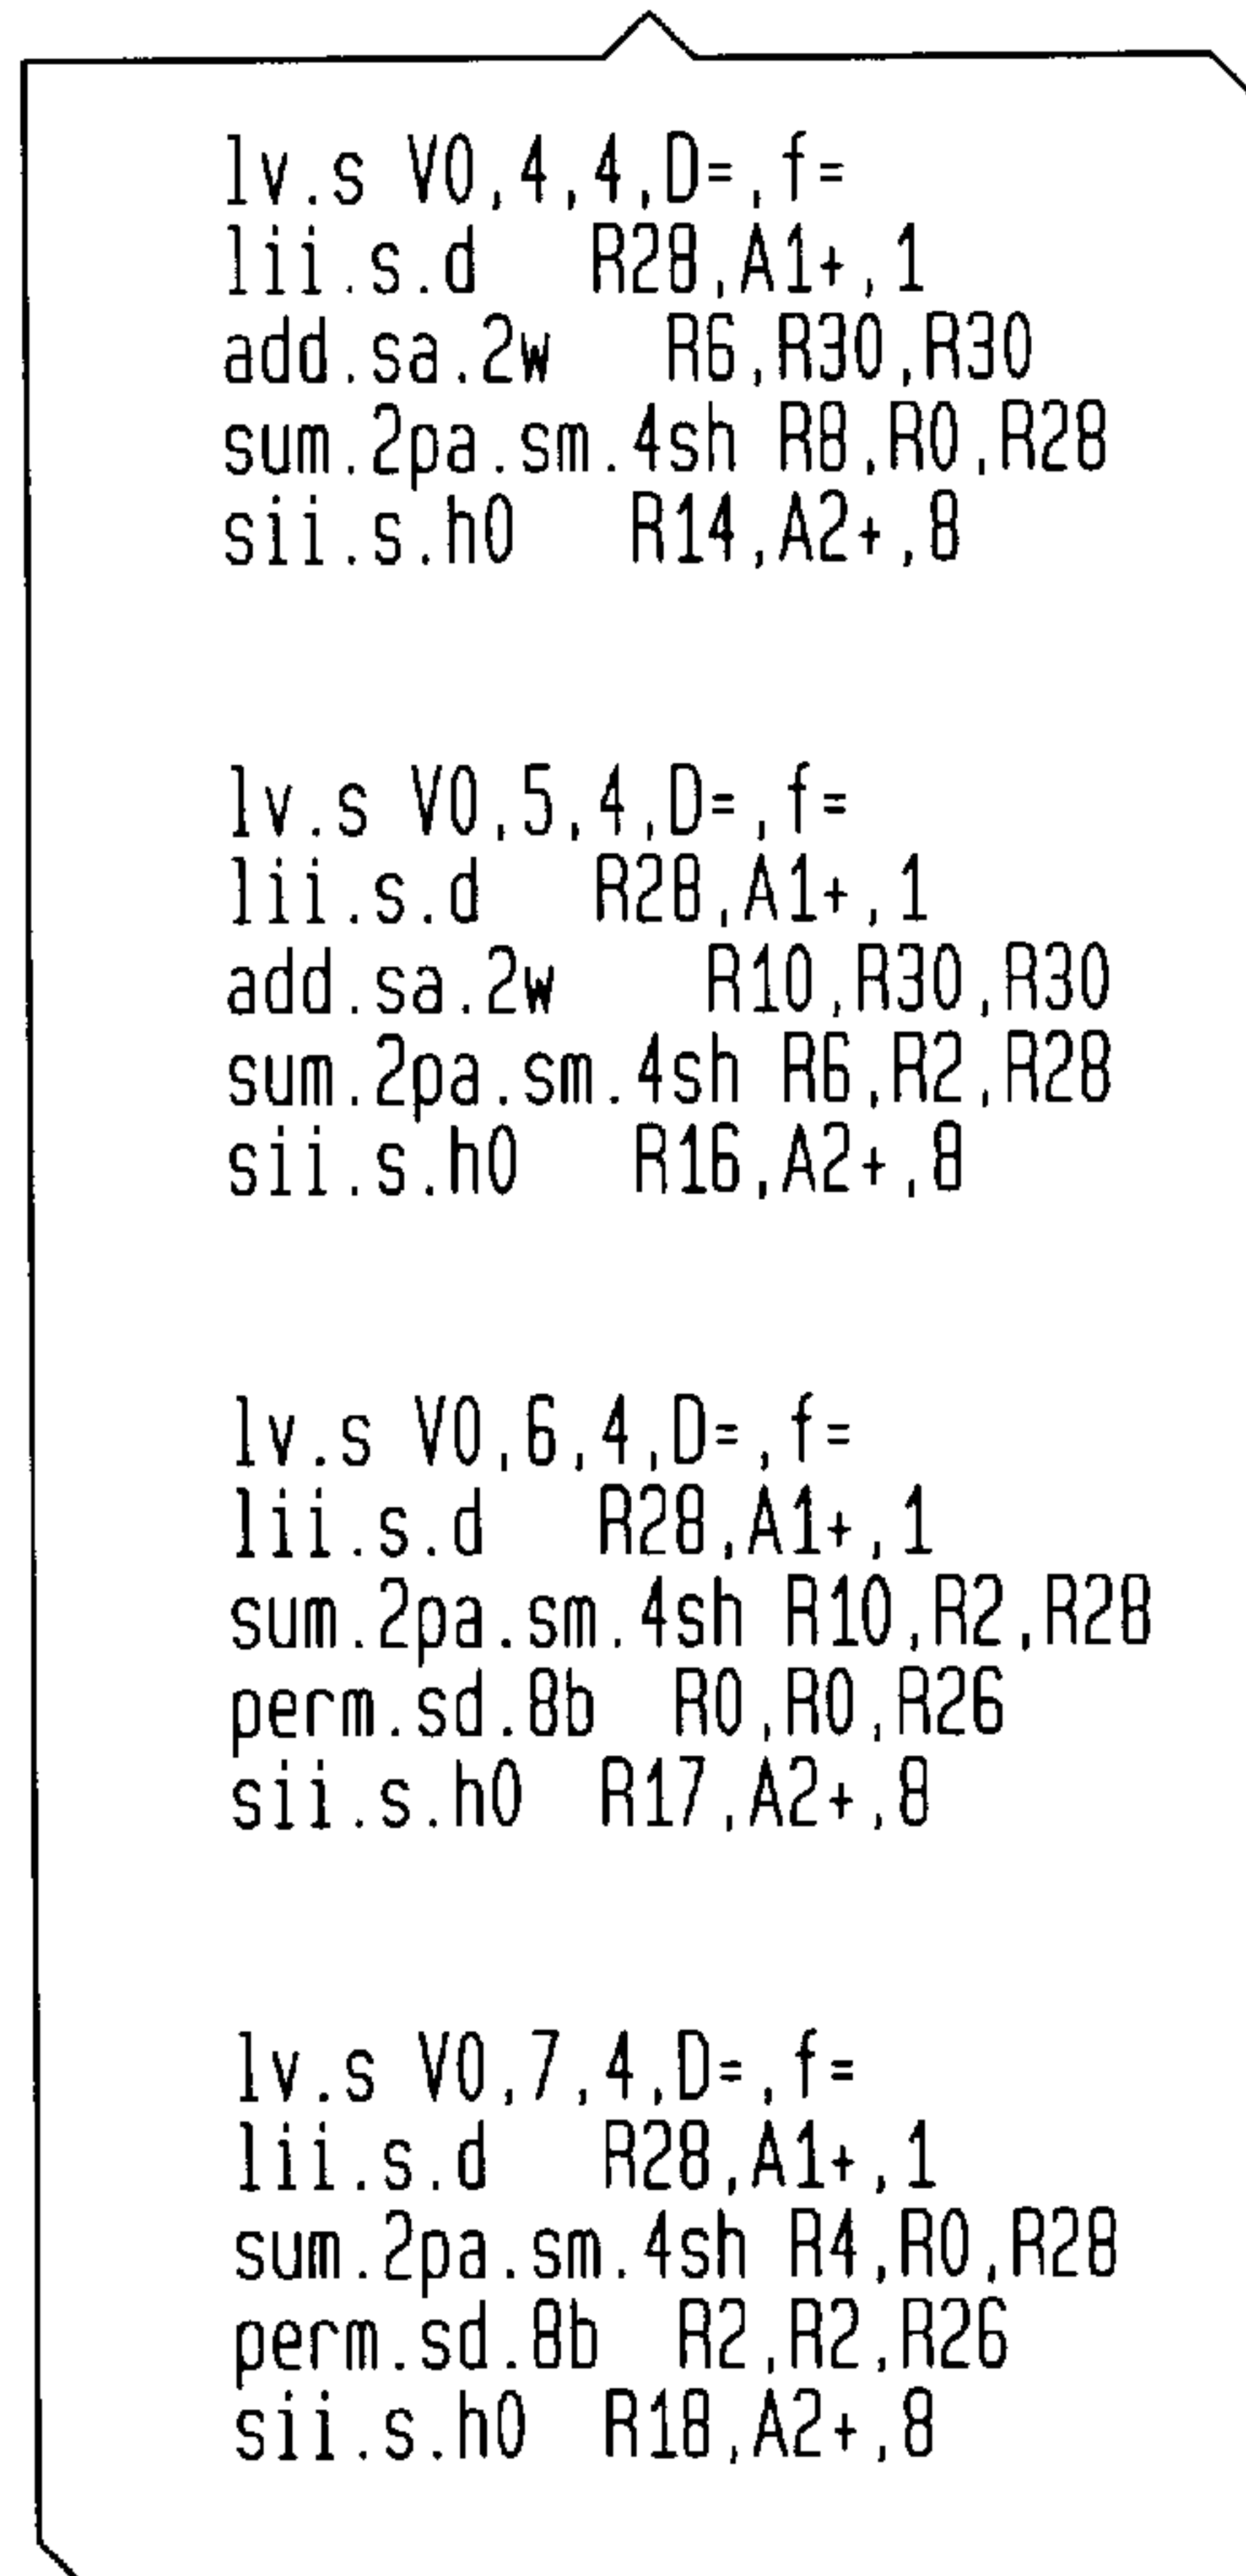 lv.s V0,4,4,D=,f=
lii.s.d R28,A1+,1
add.sa.2w R6,R30,R30
sum.2pa.sm.4sh R8,R0,R28
sii.s.h0 R14,A2+,8
lv.s V0,5,4,D=,f=
lii.s.d R28,A1+,1
add.sa.2w R10,R30,R30
sum.2pa.sm.4sh R6,R2,R28
sii.s.h0 R16,A2+,8
lv.s V0,6,4,D=,f=
lii.s.d R28,A1+,1
sum.2pa.sm.4sh R10,R2,R28
perm.sd.8b R0,R0,R26
sii.s.h0 R17,A2+,8
lv.s V0,7,4,D=,f=
lii.s.d R28,A1+,1
sum.2pa.sm.4sh R4,R0,R28
perm.sd.8b R2,R2,R26
sii.s.h0 R18,A2+,8